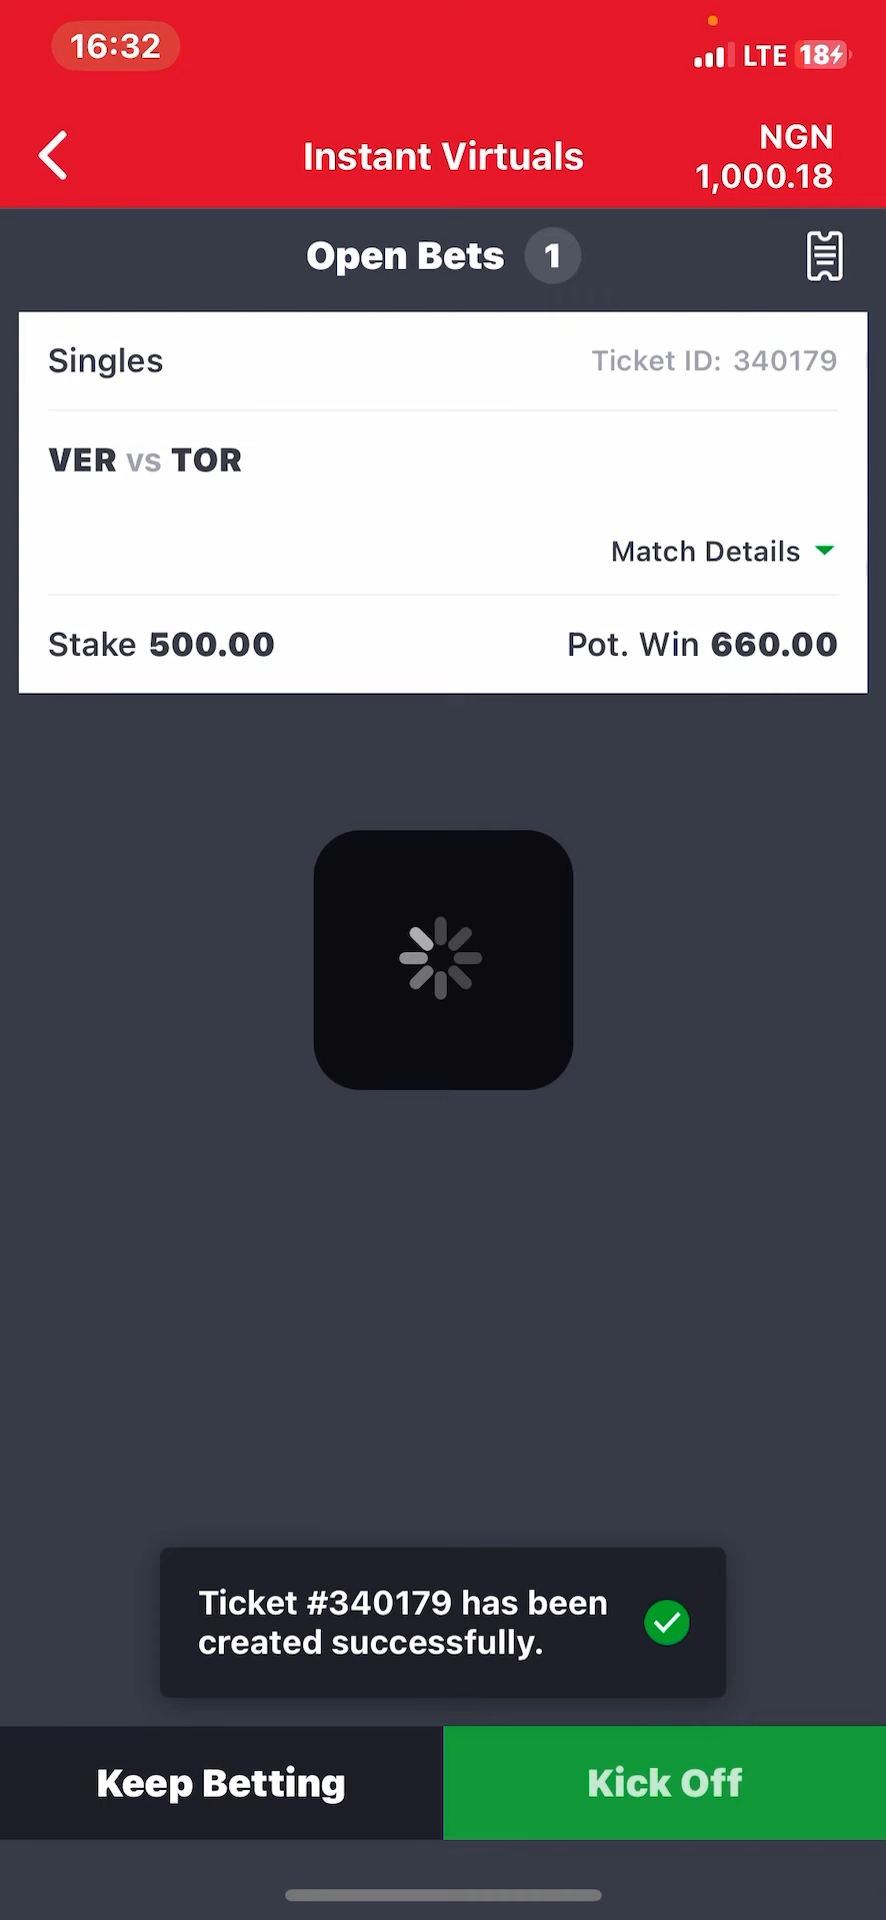 16:32
LTE 18
Instant Virtuals
NGN
1,000.18
Open Bets 1
Singles
Ticket ID: 340179
VER vs TOR
Match Details
Stake 500.00
Pot. Win 660.00
Ticket #340179 has been
created successfully.
Keep Betting
Kick Off